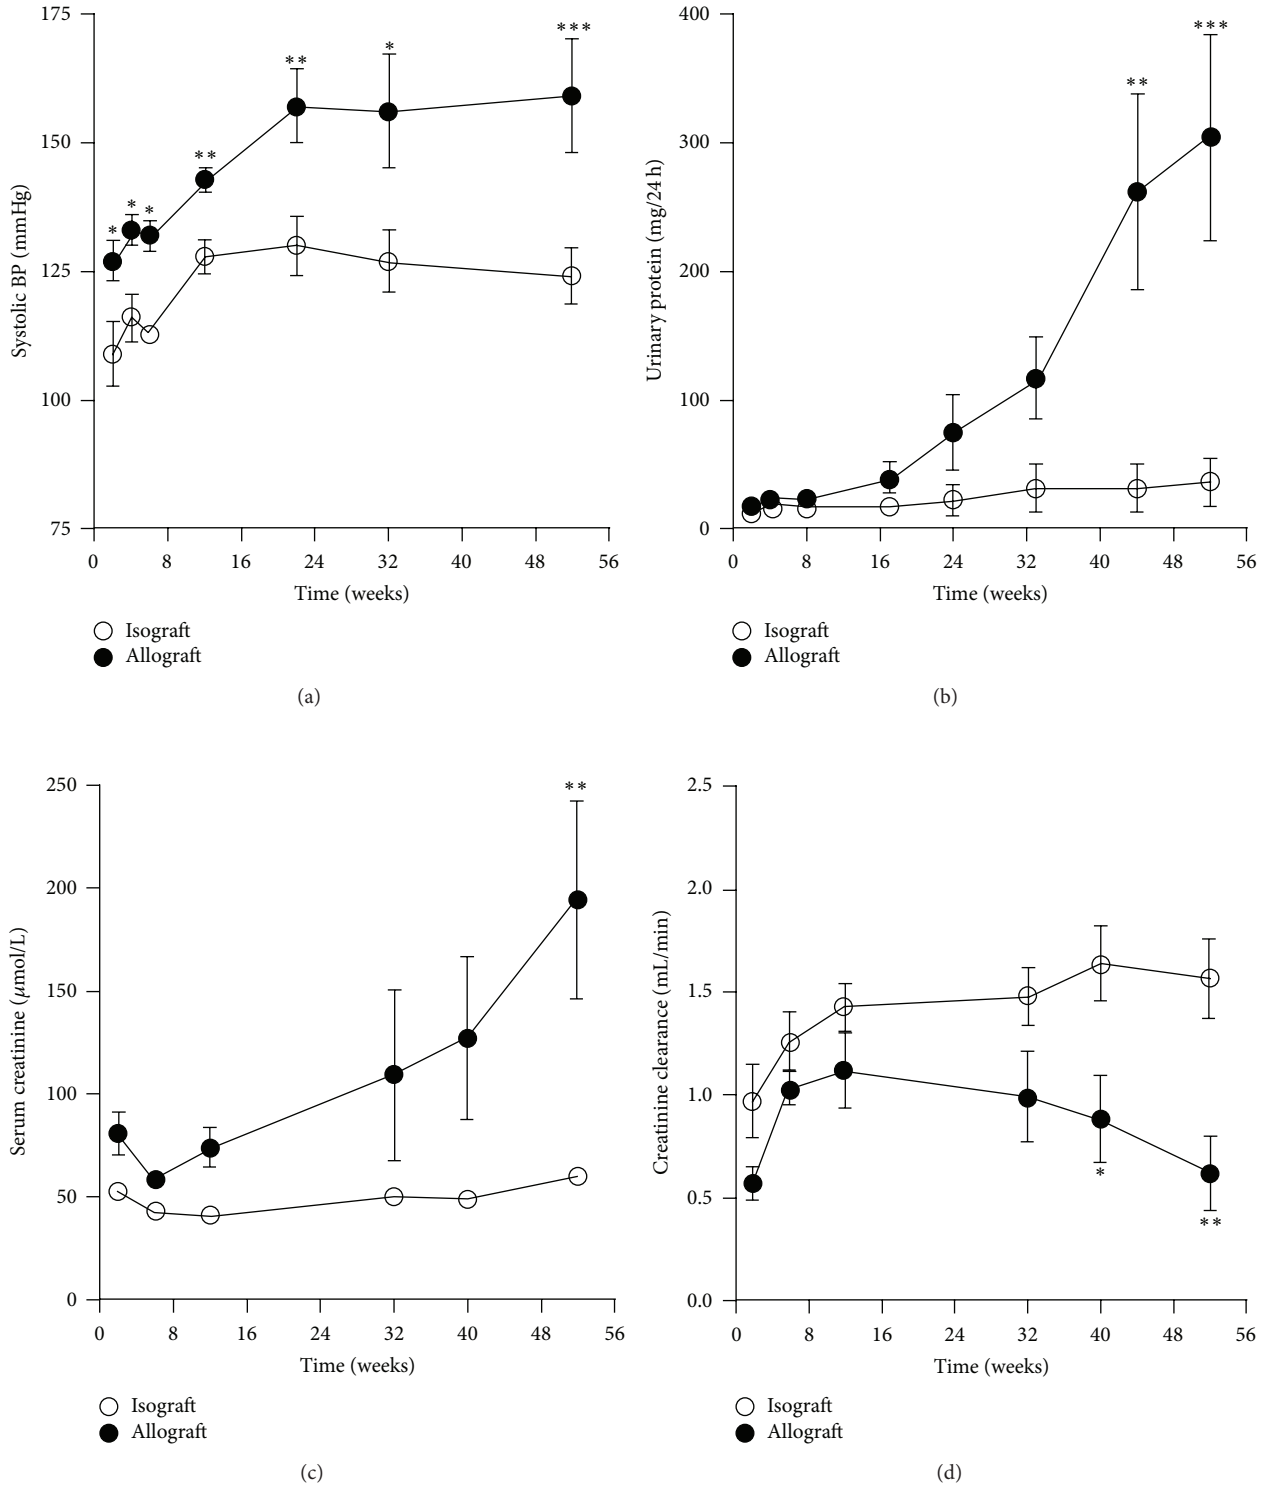 175
150
125
100
75
Systolic BP (mmHg)
* * * ** ** * ***
0 8 16 24 32 40 48 56
Time (weeks)
Isograft
Allograft
(a)
400
300
200
100
0
Urinary protein (mg/24 h)
** ***
0 8 16 24 32 40 48 56
Time (weeks)
Isograft
Allograft
(b)
250
200
150
100
50
0
Serum creatinine (μmol/L)
**
0 8 16 24 32 40 48 56
Time (weeks)
Isograft
Allograft
(c)
2.5
2.0
1.5
1.0
0.5
0.0
Creatinine clearance (mL/min)
* **
0 8 16 24 32 40 48 56
Time (weeks)
Isograft
Allograft
(d)